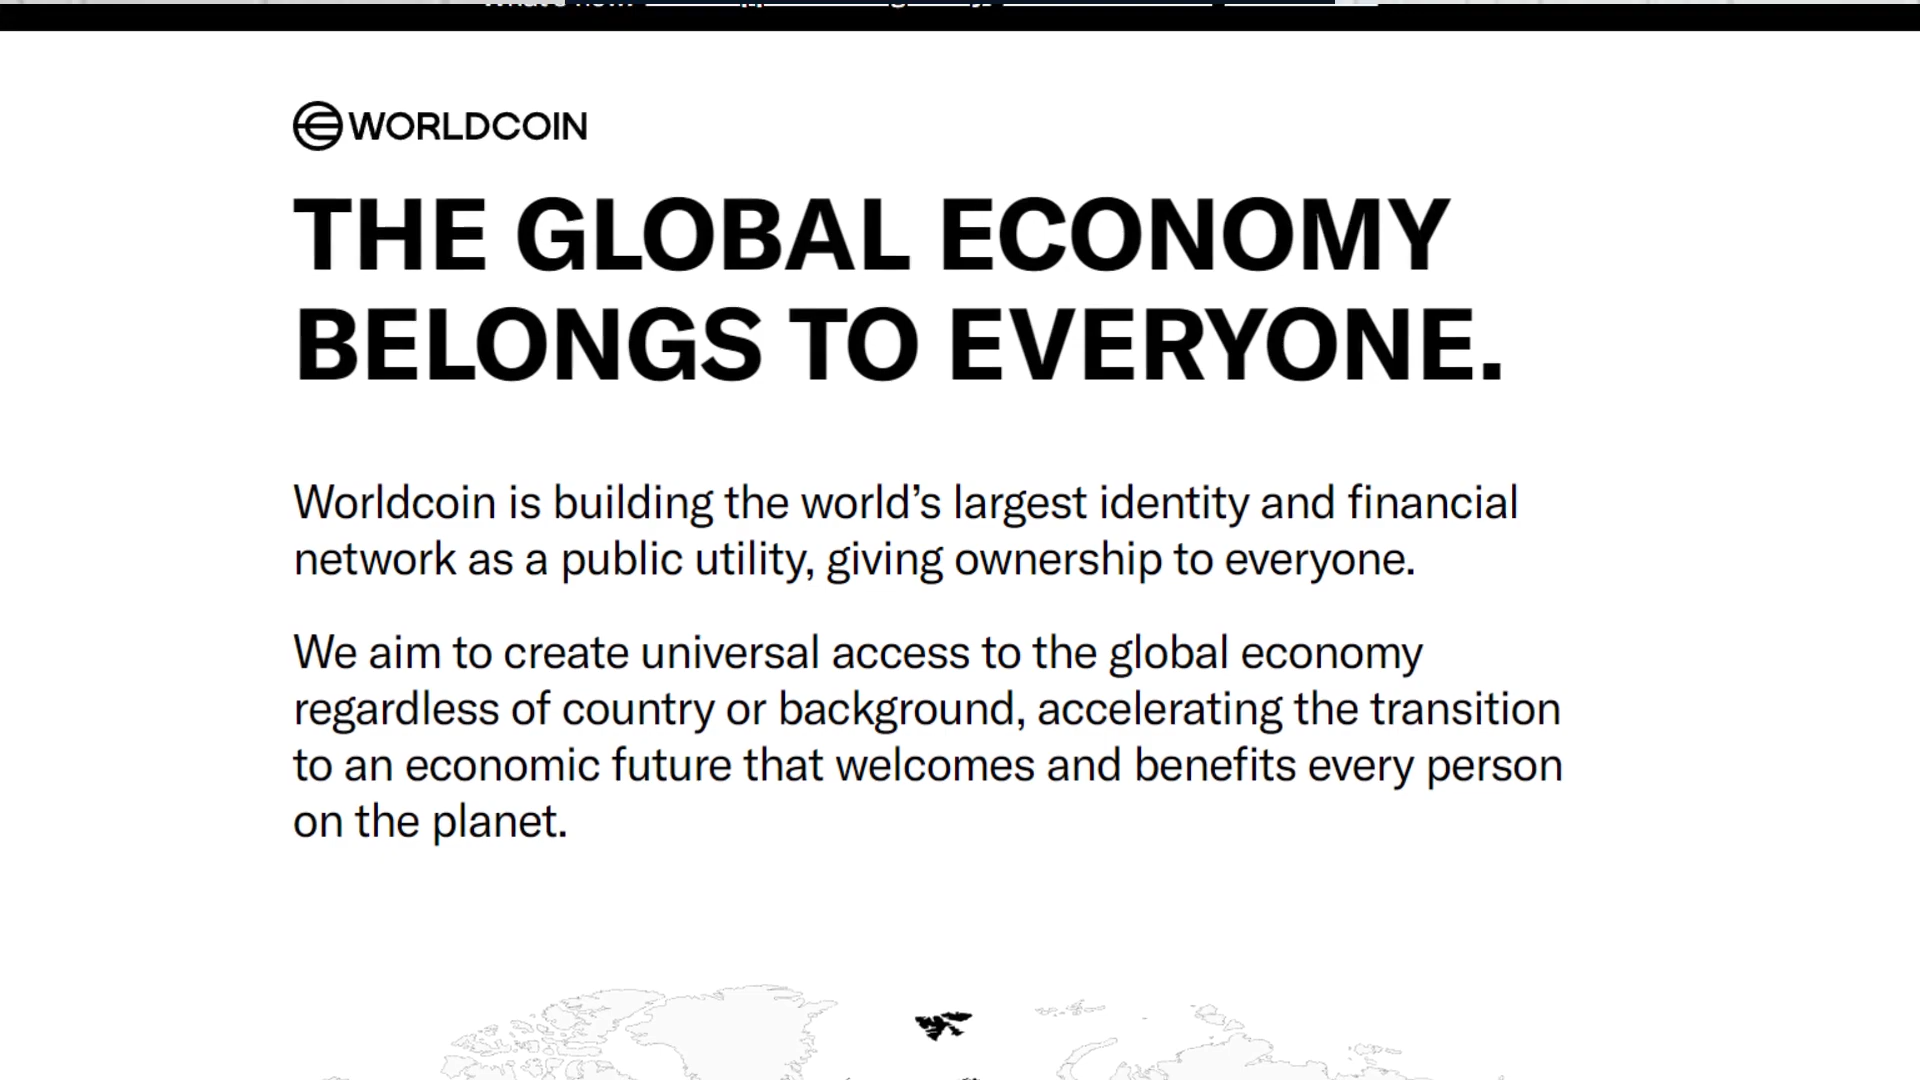 WORLDCOIN
THE GLOBAL ECONOMY
BELONGS TO EVERYONE.
Worldcoin is building the world’s largest identity and financial
network as a public utility, giving ownership to everyone.
We aim to create universal access to the global economy
regardless of country or background, accelerating the transition
to an economic future that welcomes and benefits every person
on the planet.